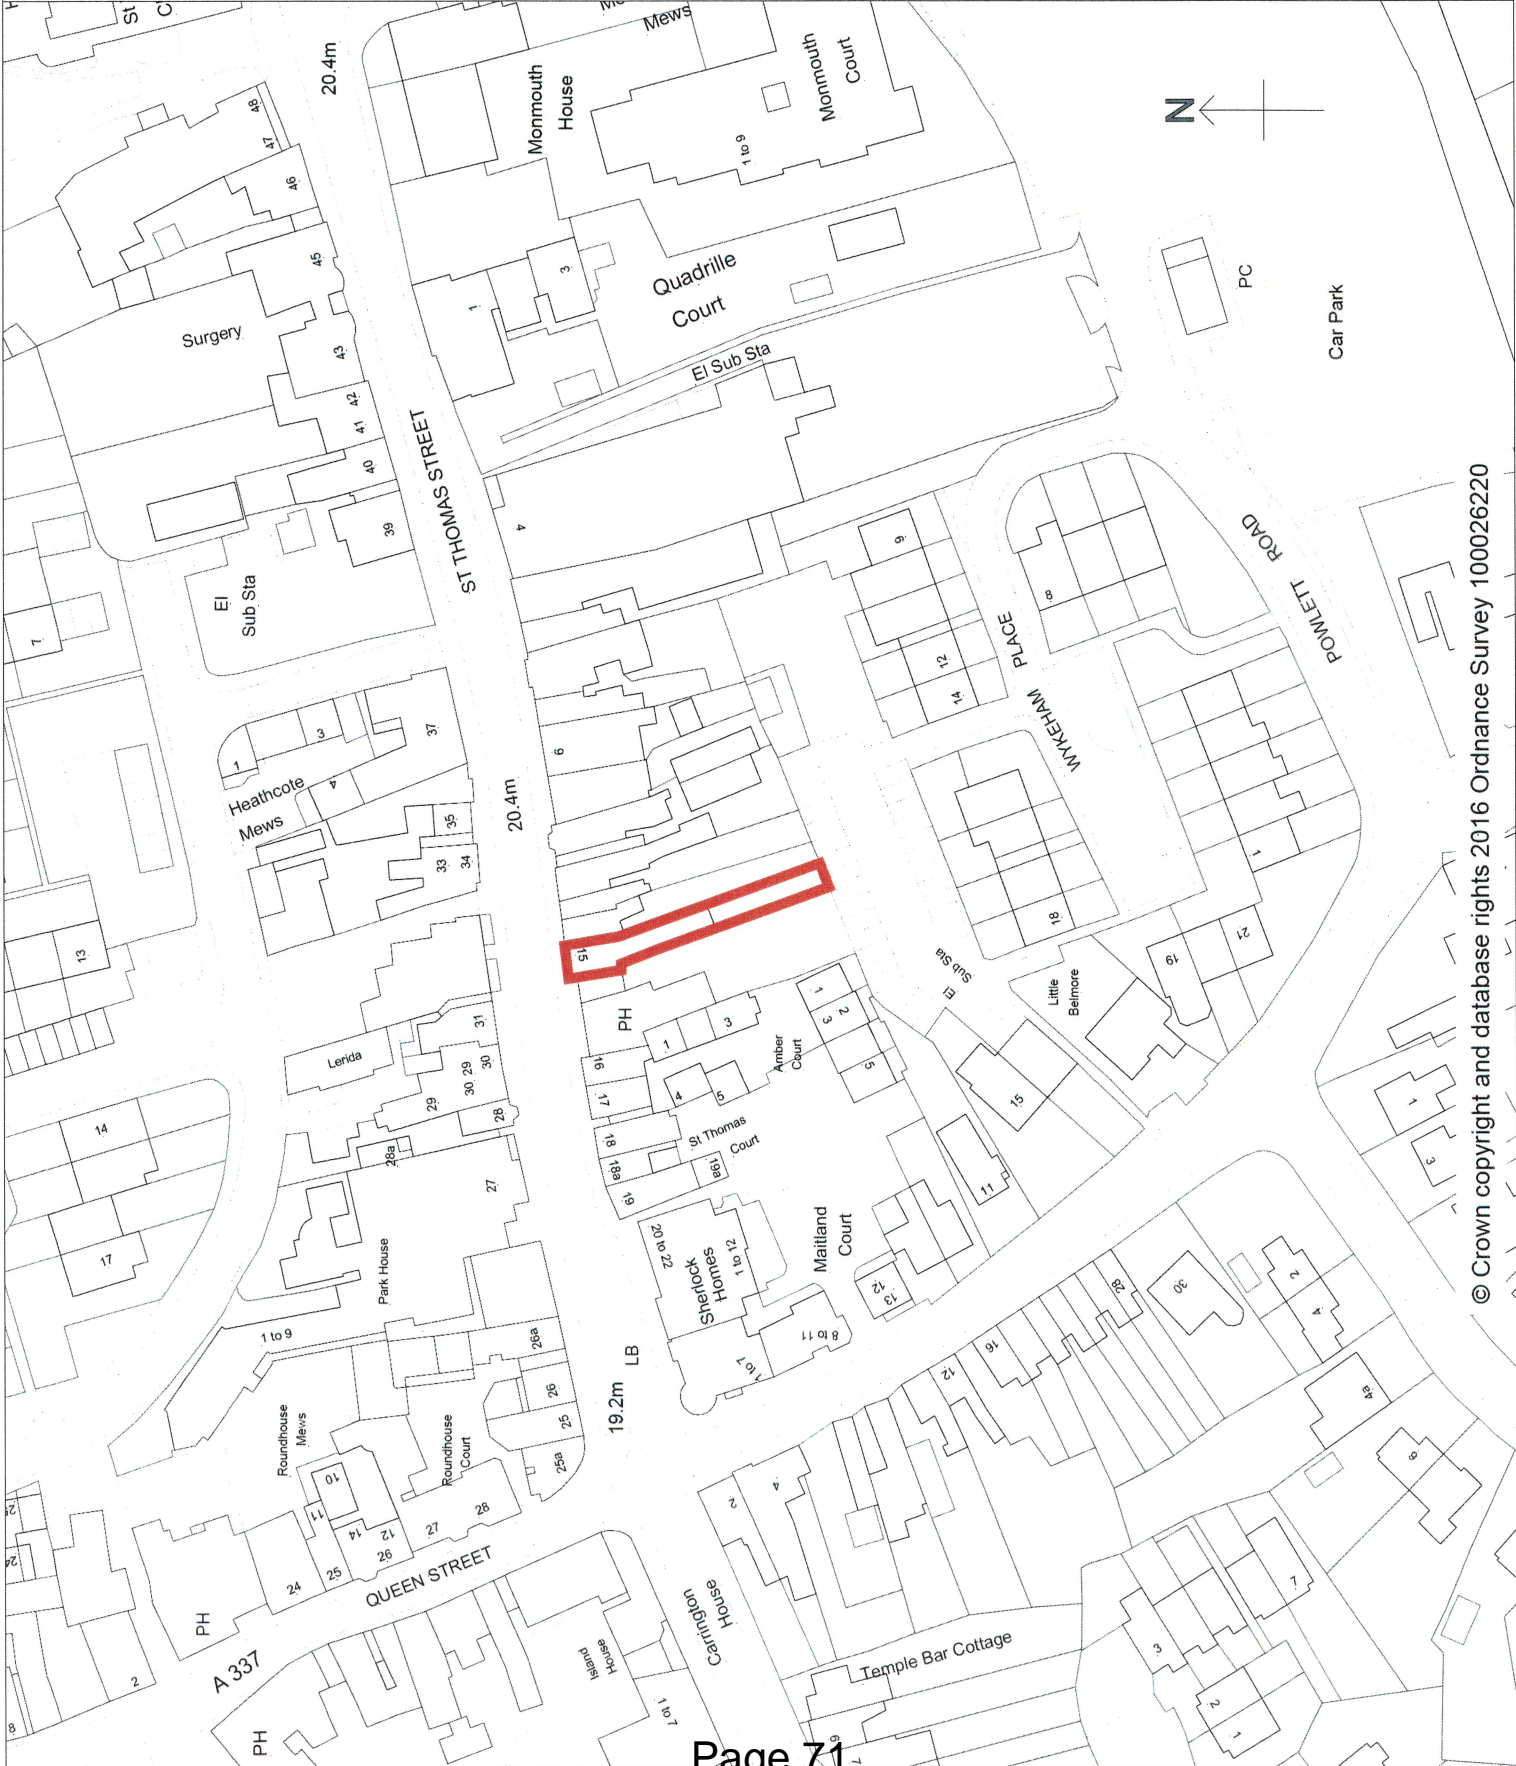 St
C
20.4m
Mews
48
47
46
45
Monmouth
House
Monmouth
Court
1 to 9
N
Surgery
43
42
41
40
39
1
3
Quadrille
Court
El Sub Sta
PC
Car Park
ST THOMAS STREET
4
7
El
Sub Sta
9
12
14
8
WYKEHAM PLACE
POWLETT ROAD
1
3
4
Heathcote
Mews
37
35
33
34
20.4m
9
13
15
18
1
19
21
El Sub Sta
Little
Belmore
Lerida
31
30
29
30
29
28
28a
27
PH
16
17
18
18a
19
19a
1
3
4
5
St Thomas
Court
Amber
Court
1
2
3
5
15
11
14
17
Park House
1 to 9
20 to 22
Sherlock
Homes
1 to 12
Maitland
Court
12
13
8 to 11
1 to 7
LB
19.2m
26a
26
25
25a
Roundhouse
Mews
Roundhouse
Court
10
11
14
12
24
25
26
27
28
QUEEN STREET
A 337
PH
PH
2
8
Island
House
1 to 7
Carrington
House
2
4
12
16
28
30
2
4
4a
6
1
3
Temple Bar Cottage
3
7
2
1
© Crown copyright and database rights 2016 Ordnance Survey 100026220
Page 71